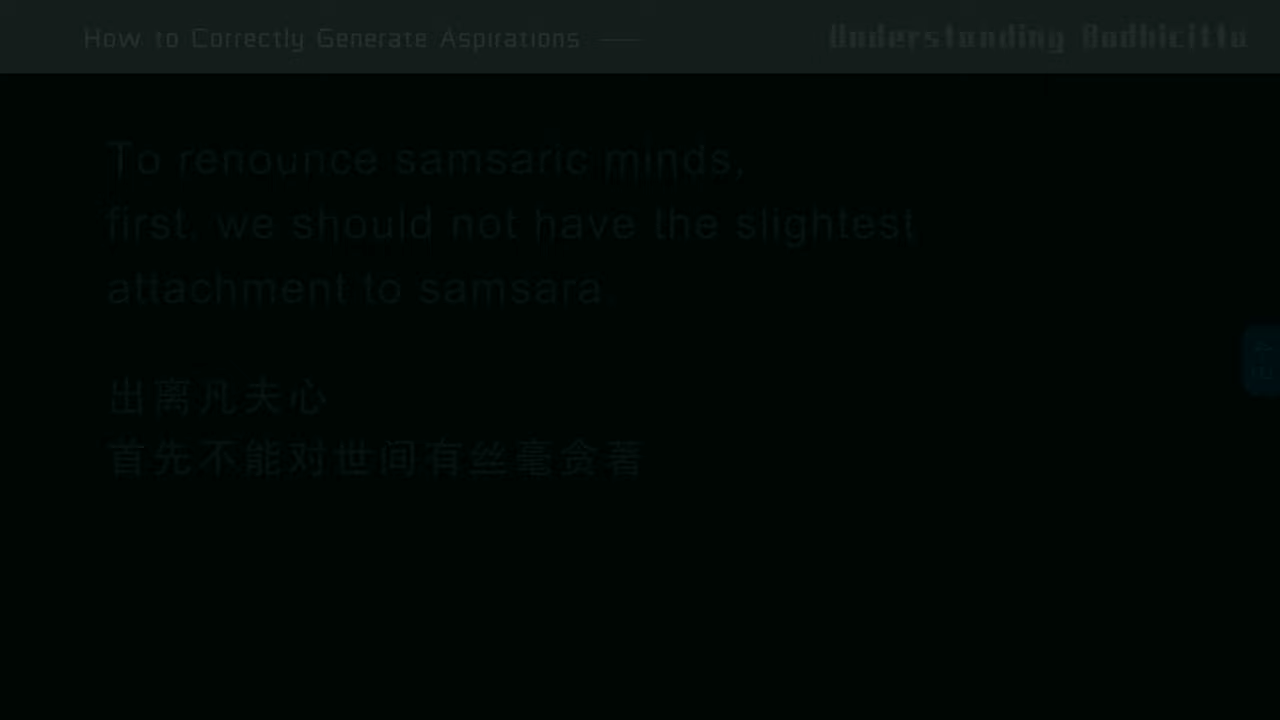 How to Correctly Generate Aspirations —— Understanding Bodhicitta
To renounce samsaric minds,
first, we should not have the slightest
attachment to samsara.
出离凡夫心
首先不能对世间有丝毫贪著